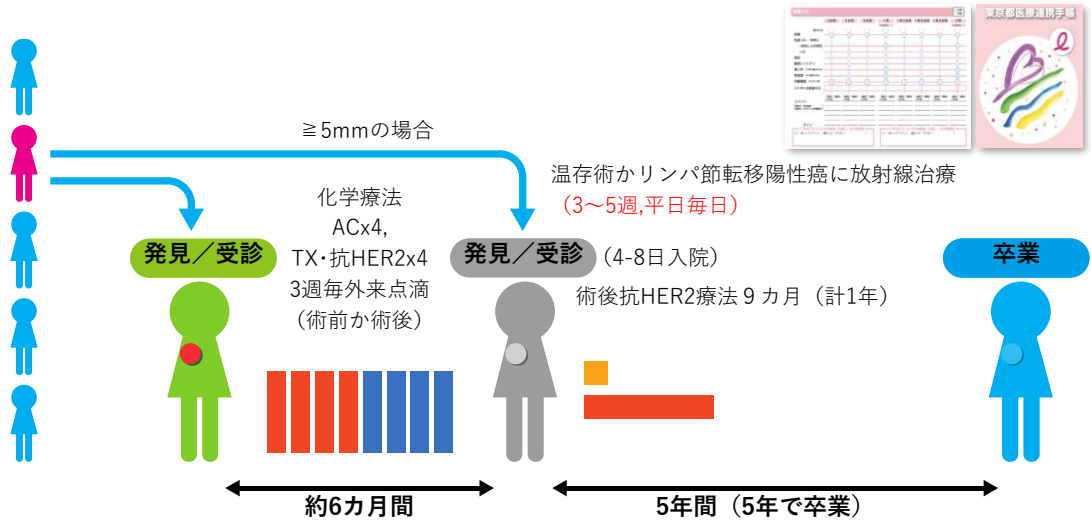 東京都医療連携手帳
≧5mmの場合
温存術かリンパ節転移陽性癌に放射線治療
（3～5週,平日毎日）
化学療法
ACx4,
TX・抗HER2x4
3週毎外来点滴
（術前か術後）
発見／受診
発見／受診
（4-8日入院）
卒業
術後抗HER2療法９カ月（計1年）
約6カ月間
5年間（5年で卒業）